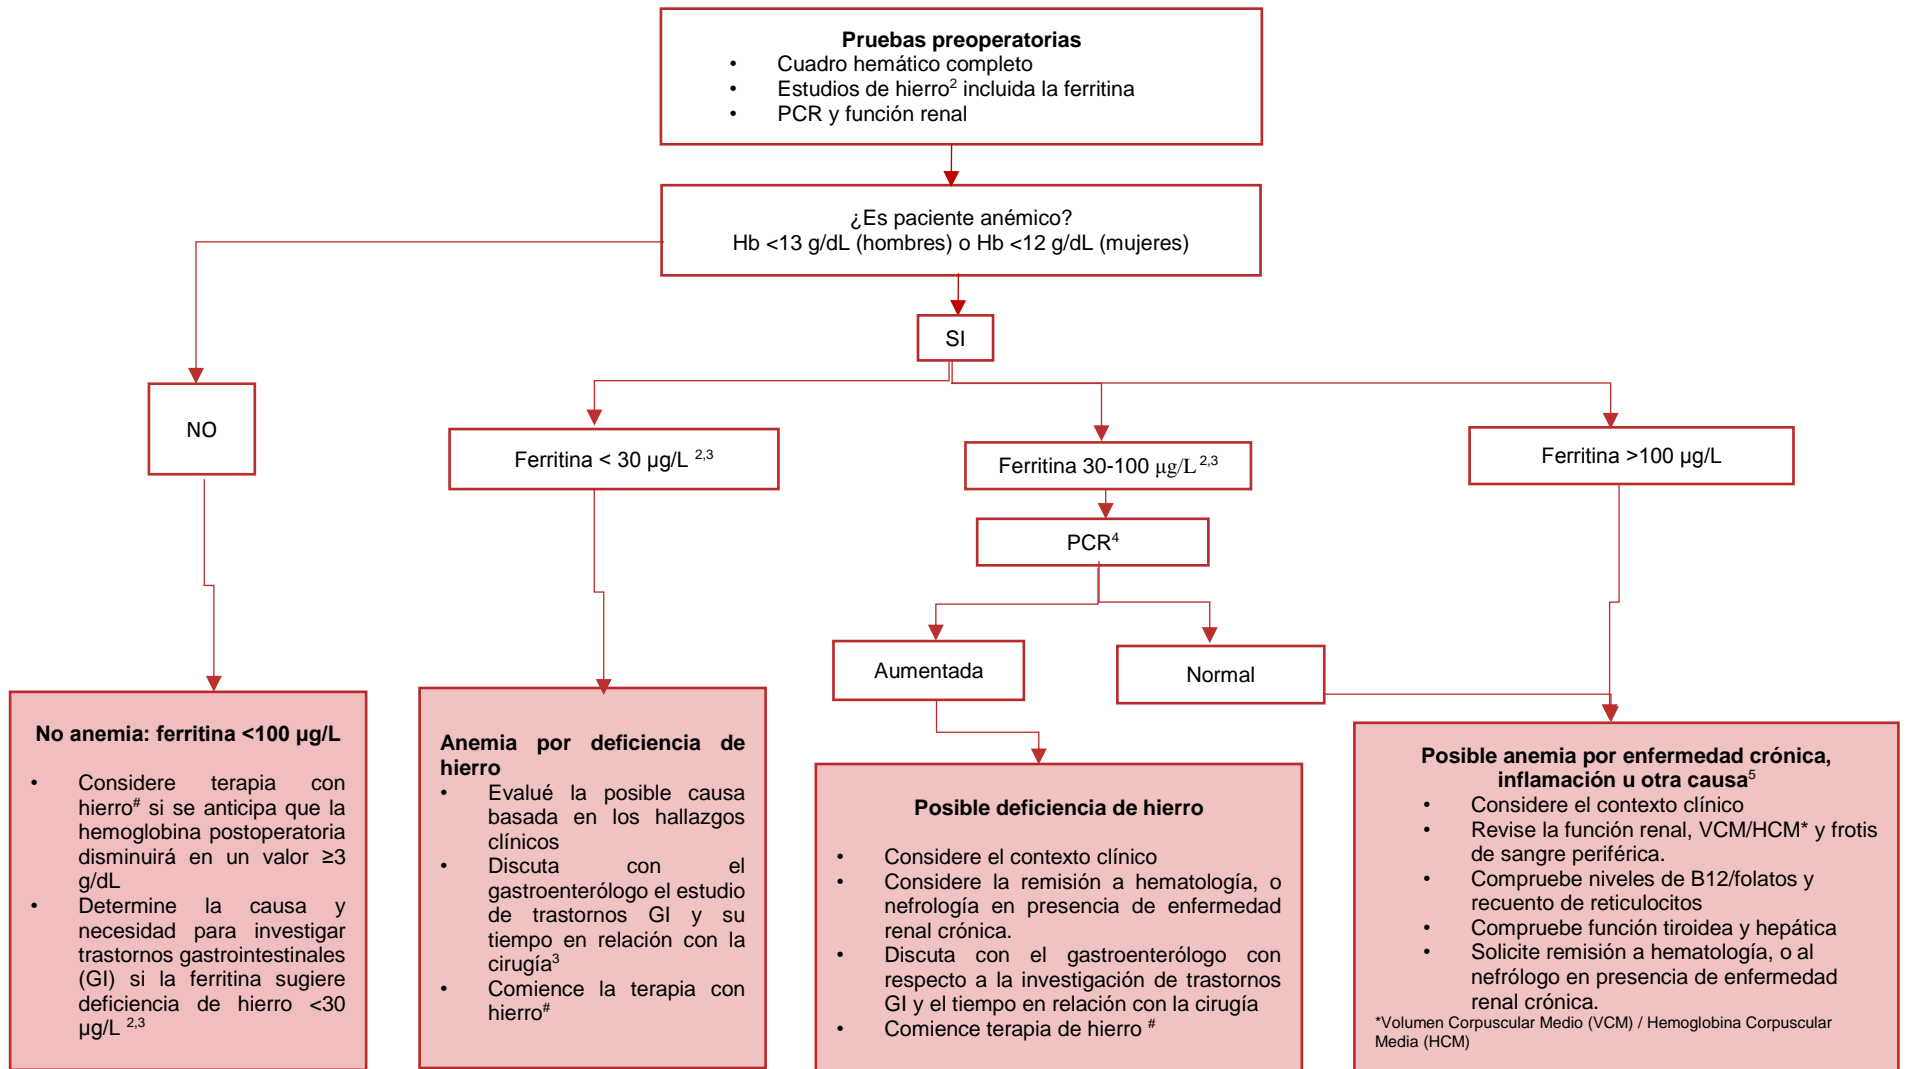 Pruebas preoperatorias
• Cuadro hemático completo
• Estudios de hierro² incluida la ferritina
• PCR y función renal
¿Es paciente anémico?
Hb <13 g/dL (hombres) o Hb <12 g/dL (mujeres)
SI
NO
Ferritina < 30 µg/L ²,³
Ferritina 30-100 µg/L ²,³
Ferritina >100 µg/L
PCR⁴
Aumentada
Normal
No anemia: ferritina <100 µg/L
• Considere terapia con
hierro# si se anticipa que la
hemoglobina postoperatoria
disminuirá en un valor ≥3
g/dL
• Determine la causa y
necesidad para investigar
trastornos gastrointestinales
(GI) si la ferritina sugiere
deficiencia de hierro <30
µg/L ²,³
Anemia por deficiencia de
hierro
• Evalué la posible causa
basada en los hallazgos
clínicos
• Discuta con el
gastroenterólogo el estudio
de trastornos GI y su
tiempo en relación con la
cirugía³
• Comience la terapia con
hierro#
Posible deficiencia de hierro
• Considere el contexto clínico
• Considere la remisión a hematología, o
nefrología en presencia de enfermedad
renal crónica.
• Discuta con el gastroenterólogo con
respecto a la investigación de trastornos
GI y el tiempo en relación con la cirugía
• Comience terapia de hierro #
Posible anemia por enfermedad crónica,
inflamación u otra causa⁵
• Considere el contexto clínico
• Revise la función renal, VCM/HCM* y frotis
de sangre periférica.
• Compruebe niveles de B12/folatos y
recuento de reticulocitos
• Compruebe función tiroidea y hepática
• Solicite remisión a hematología, o al
nefrólogo en presencia de enfermedad
renal crónica.
*Volumen Corpuscular Medio (VCM) / Hemoglobina Corpuscular
Media (HCM)